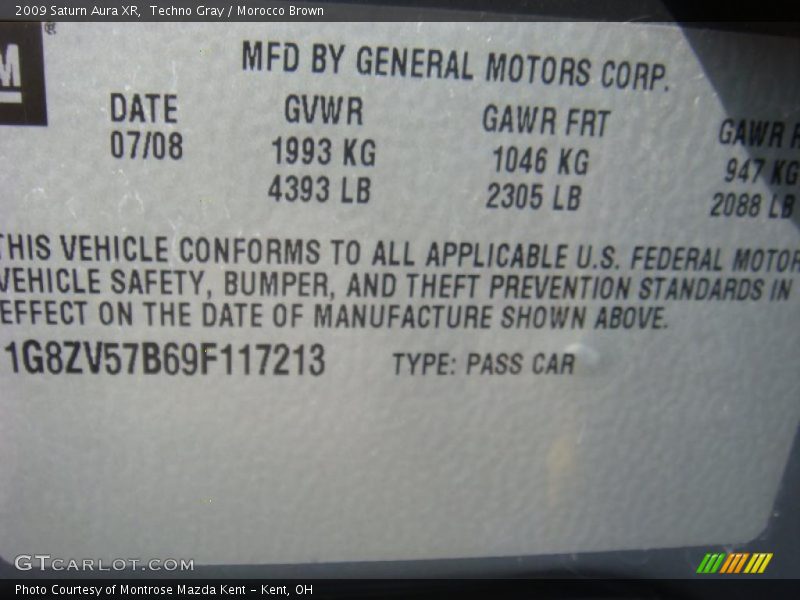 2009 Saturn Aura XR,  Techno Gray / Morocco Brown
M ®
MFD BY GENERAL MOTORS CORP.
DATE GVWR GAWR FRT GAWR
07/08 1993 KG 1046 KG 947 KG
4393 LB 2305 LB 2088 LB
THIS VEHICLE CONFORMS TO ALL APPLICABLE U.S. FEDERAL MOTOR
VEHICLE SAFETY, BUMPER, AND THEFT PREVENTION STANDARDS IN
EFFECT ON THE DATE OF MANUFACTURE SHOWN ABOVE.
1G8ZV57B69F117213 TYPE: PASS CAR
GTCARLOT.COM
Photo Courtesy of Montrose Mazda Kent - Kent, OH